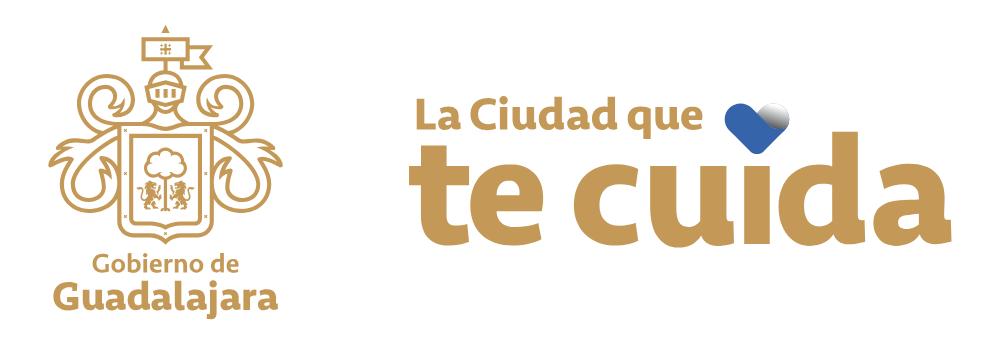 Gobierno de
Guadalajara
La Ciudad que
te cuida